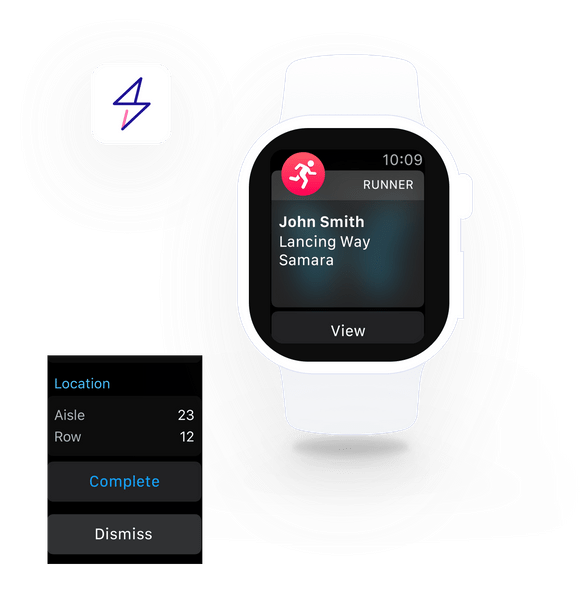 10:09
RUNNER
John Smith
Lancing Way
Samara
View
Location
Aisle 23
Row 12
Complete
Dismiss